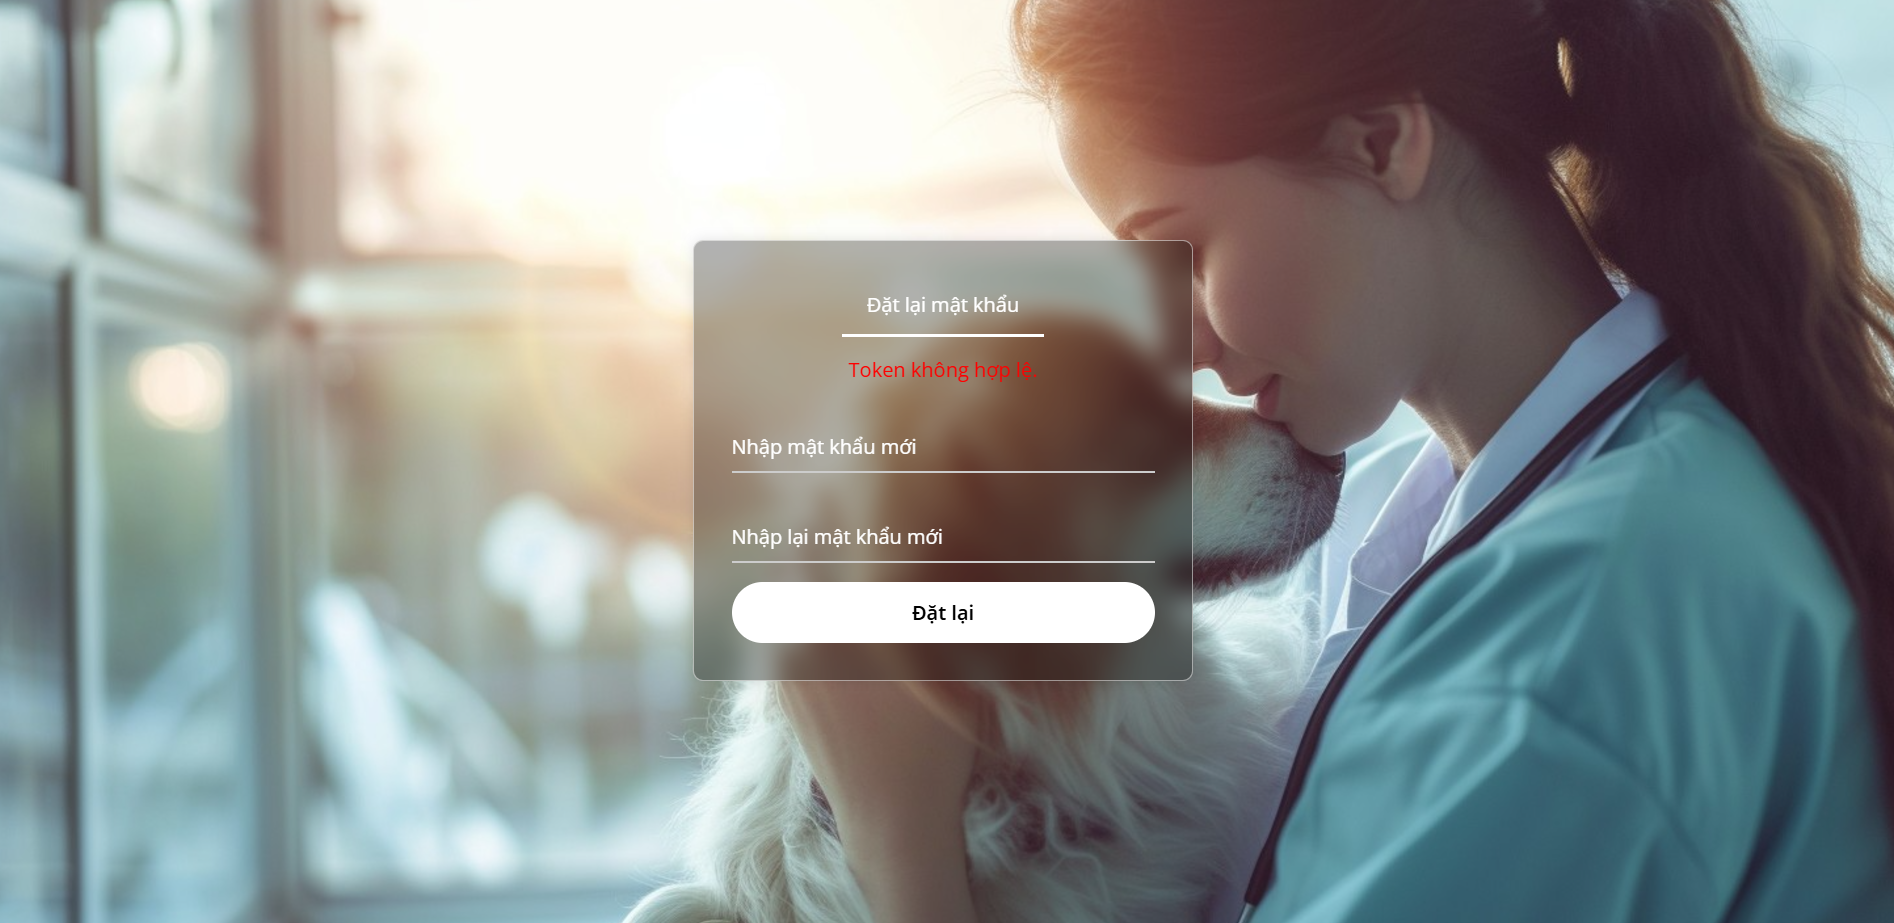 Đặt lại mật khẩu
Token không hợp lệ.
Nhập mật khẩu mới
Nhập lại mật khẩu mới
Đặt lại